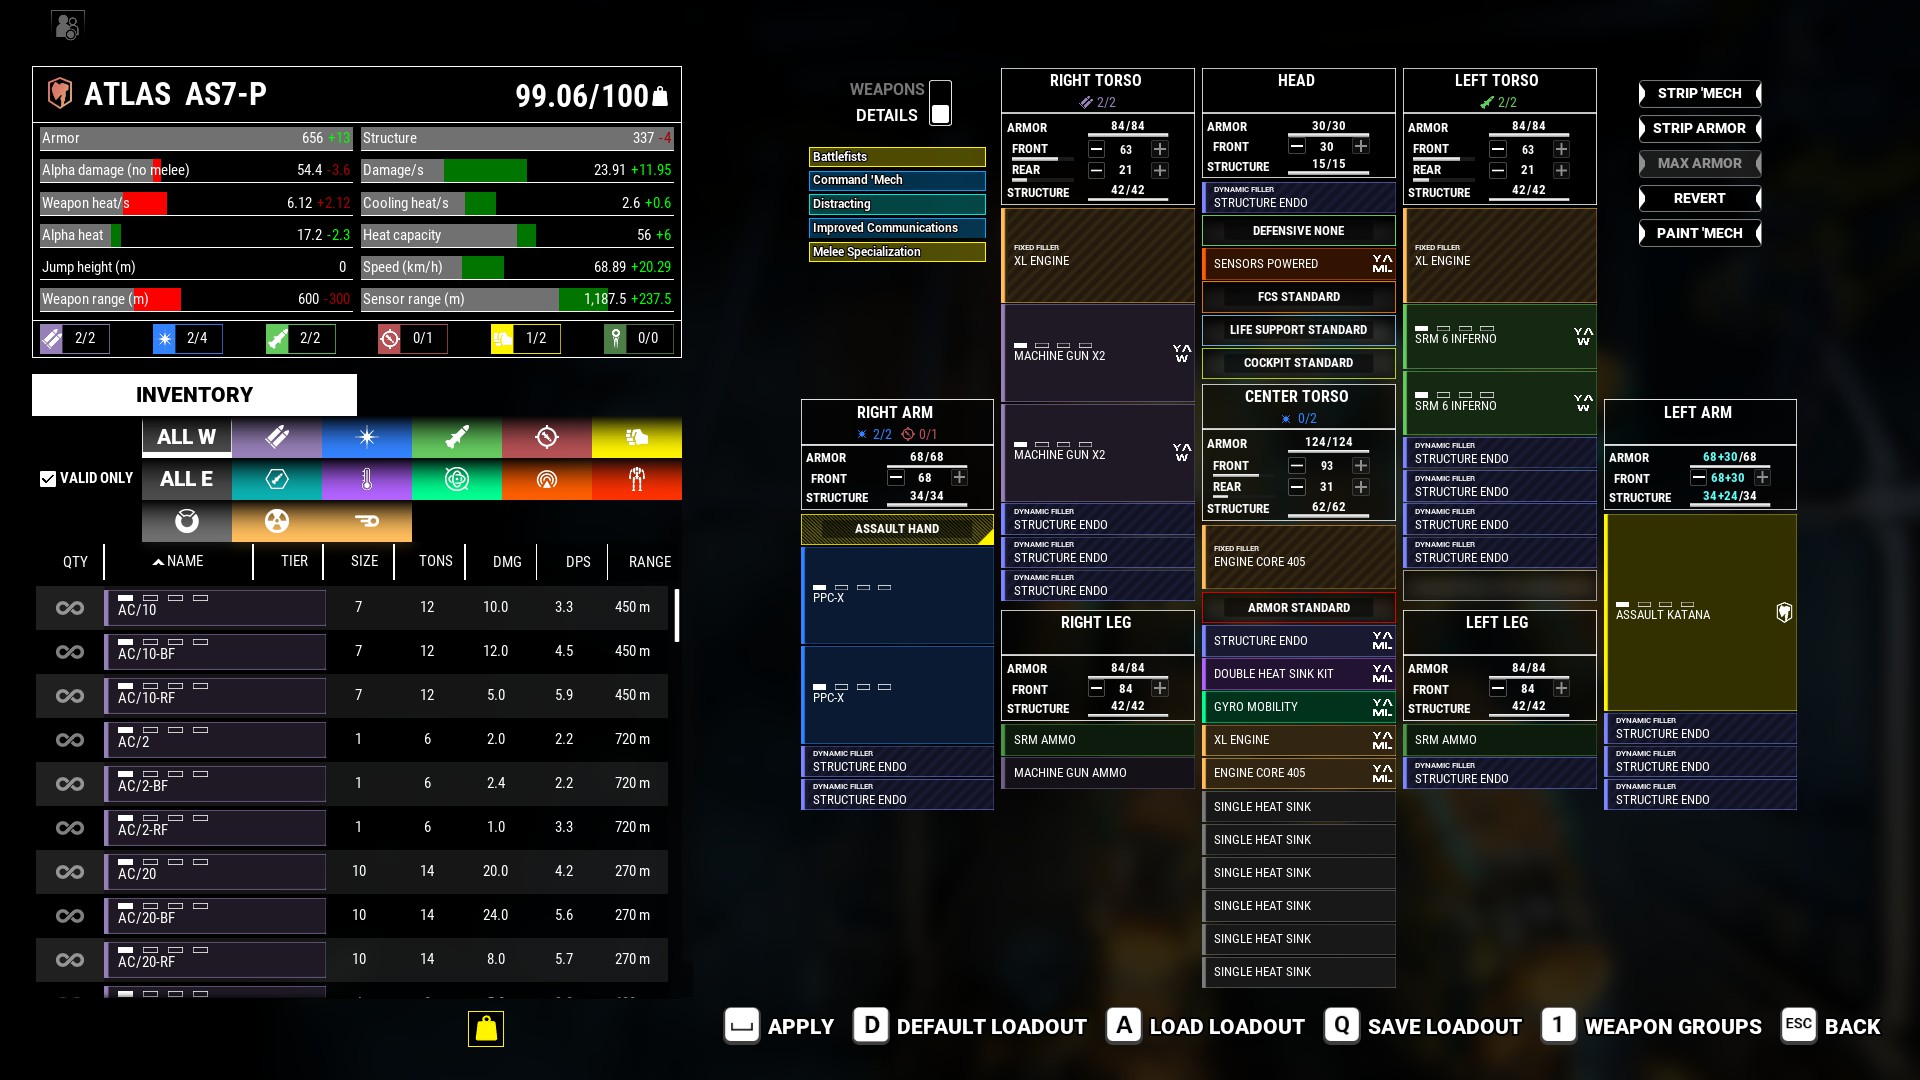 ATLAS AS7-P
99.06/100
Armor 656 +13
Structure 337 -4
Alpha damage (no melee) 54.4 -3.6
Damage/s 23.91 +11.95
Weapon heat/s 6.12 +2.12
Cooling heat/s 2.6 +0.6
Alpha heat 17.2 -2.3
Heat capacity 56 +6
Jump height (m) 0
Speed (km/h) 68.89 +20.29
Weapon range (m) 600 -300
Sensor range (m) 1,187.5 +237.5
2/2 2/4 2/2 0/1 1/2 0/0
INVENTORY
ALL W
VALID ONLY
ALL E
QTY NAME TIER SIZE TONS DMG DPS RANGE
AC/10 7 12 10.0 3.3 450 m
AC/10-BF 7 12 12.0 4.5 450 m
AC/10-RF 7 12 5.0 5.9 450 m
AC/2 1 6 2.0 2.2 720 m
AC/2-BF 1 6 2.4 2.2 720 m
AC/2-RF 1 6 1.0 3.3 720 m
AC/20 10 14 20.0 4.2 270 m
AC/20-BF 10 14 24.0 5.6 270 m
AC/20-RF 10 14 8.0 5.7 270 m
WEAPONS
DETAILS
Battlefists
Command 'Mech
Distracting
Improved Communications
Melee Specialization
RIGHT ARM
2/2 0/1
ARMOR 68/68
FRONT 68
STRUCTURE 34/34
ASSAULT HAND
PPC-X
PPC-X
DYNAMIC FILLER
STRUCTURE ENDO
DYNAMIC FILLER
STRUCTURE ENDO
RIGHT TORSO
2/2
ARMOR 84/84
FRONT 63
REAR 21
STRUCTURE 42/42
FIXED FILLER
XL ENGINE
MACHINE GUN X2
MACHINE GUN X2
DYNAMIC FILLER
STRUCTURE ENDO
DYNAMIC FILLER
STRUCTURE ENDO
DYNAMIC FILLER
STRUCTURE ENDO
RIGHT LEG
ARMOR 84/84
FRONT 84
STRUCTURE 42/42
SRM AMMO
MACHINE GUN AMMO
HEAD
ARMOR 30/30
FRONT 30
STRUCTURE 15/15
DYNAMIC FILLER
STRUCTURE ENDO
DEFENSIVE NONE
SENSORS POWERED
FCS STANDARD
LIFE SUPPORT STANDARD
COCKPIT STANDARD
CENTER TORSO
0/2
ARMOR 124/124
FRONT 93
REAR 31
STRUCTURE 62/62
FIXED FILLER
ENGINE CORE 405
ARMOR STANDARD
STRUCTURE ENDO
DOUBLE HEAT SINK KIT
GYRO MOBILITY
XL ENGINE
ENGINE CORE 405
SINGLE HEAT SINK
SINGLE HEAT SINK
SINGLE HEAT SINK
SINGLE HEAT SINK
SINGLE HEAT SINK
SINGLE HEAT SINK
LEFT TORSO
2/2
ARMOR 84/84
FRONT 63
REAR 21
STRUCTURE 42/42
FIXED FILLER
XL ENGINE
SRM 6 INFERNO
SRM 6 INFERNO
DYNAMIC FILLER
STRUCTURE ENDO
DYNAMIC FILLER
STRUCTURE ENDO
DYNAMIC FILLER
STRUCTURE ENDO
DYNAMIC FILLER
STRUCTURE ENDO
LEFT LEG
ARMOR 84/84
FRONT 84
STRUCTURE 42/42
SRM AMMO
DYNAMIC FILLER
STRUCTURE ENDO
LEFT ARM
ARMOR 68+30/68
FRONT 68+30
STRUCTURE 34+24/34
ASSAULT KATANA
DYNAMIC FILLER
STRUCTURE ENDO
DYNAMIC FILLER
STRUCTURE ENDO
DYNAMIC FILLER
STRUCTURE ENDO
STRIP 'MECH
STRIP ARMOR
MAX ARMOR
REVERT
PAINT 'MECH
APPLY
D DEFAULT LOADOUT
A LOAD LOADOUT
Q SAVE LOADOUT
1 WEAPON GROUPS
ESC BACK